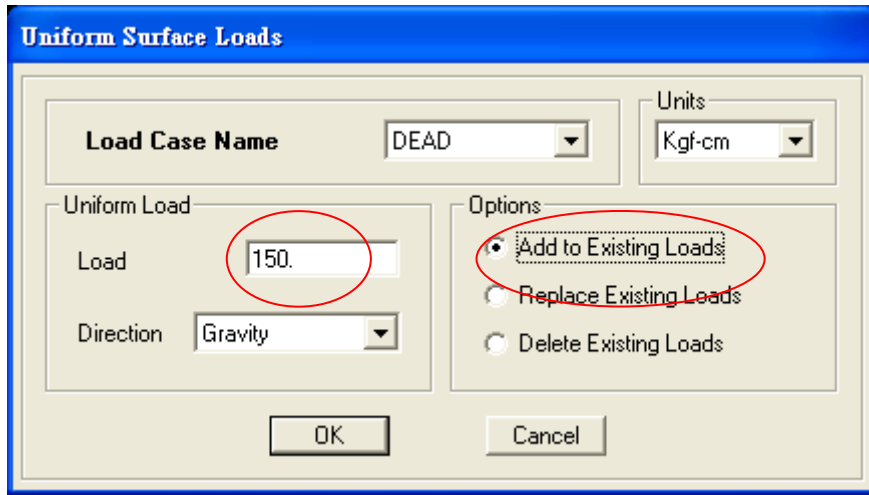 Uniform Surface Loads
Load Case Name
DEAD
Units
Kgf-cm
Uniform Load
Load
150.
Direction
Gravity
Options
Add to Existing Loads
Replace Existing Loads
Delete Existing Loads
OK
Cancel